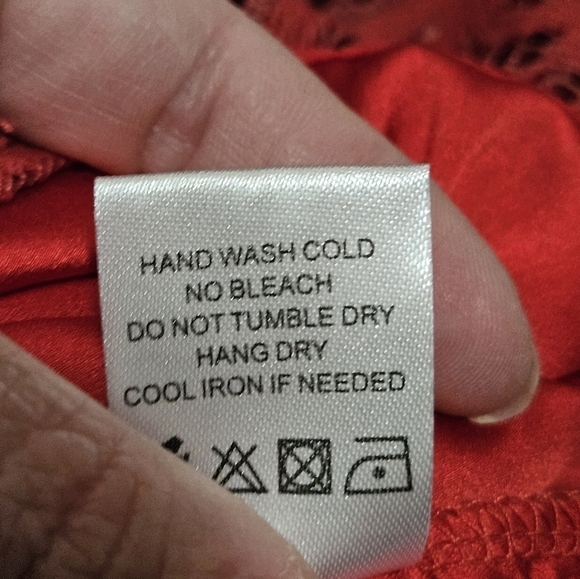 HAND WASH COLD
NO BLEACH
DO NOT TUMBLE DRY
HANG DRY
COOL IRON IF NEEDED